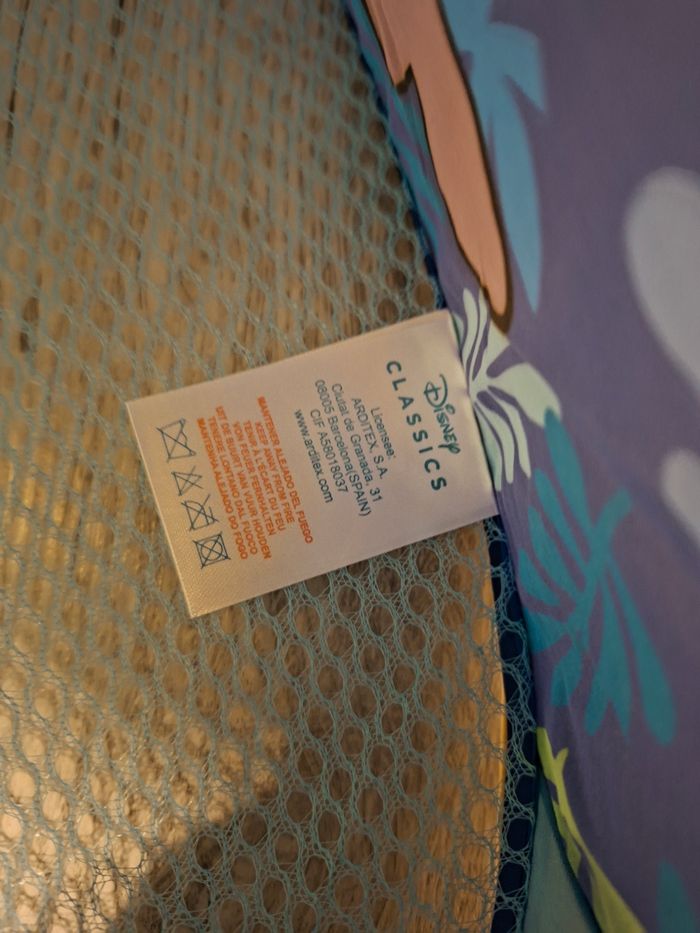 Disney
CLASSICS
Licensee:
ARDITEX, S.A.
Ciutat de Granada, 31
08005 Barcelona(SPAIN)
CIF A58018037
www.arditex.com
MANTENER ALEJADO DEL FUEGO
KEEP AWAY FROM FIRE
TENIR A L'ÉCART DU FEU
VON FEUER FERNHALTEN
UIT DE BUURT VAN VUUR HOUDEN
TENERE LONTANO DAL FUOCO
MANTENHA ALEJADO DO FOGO